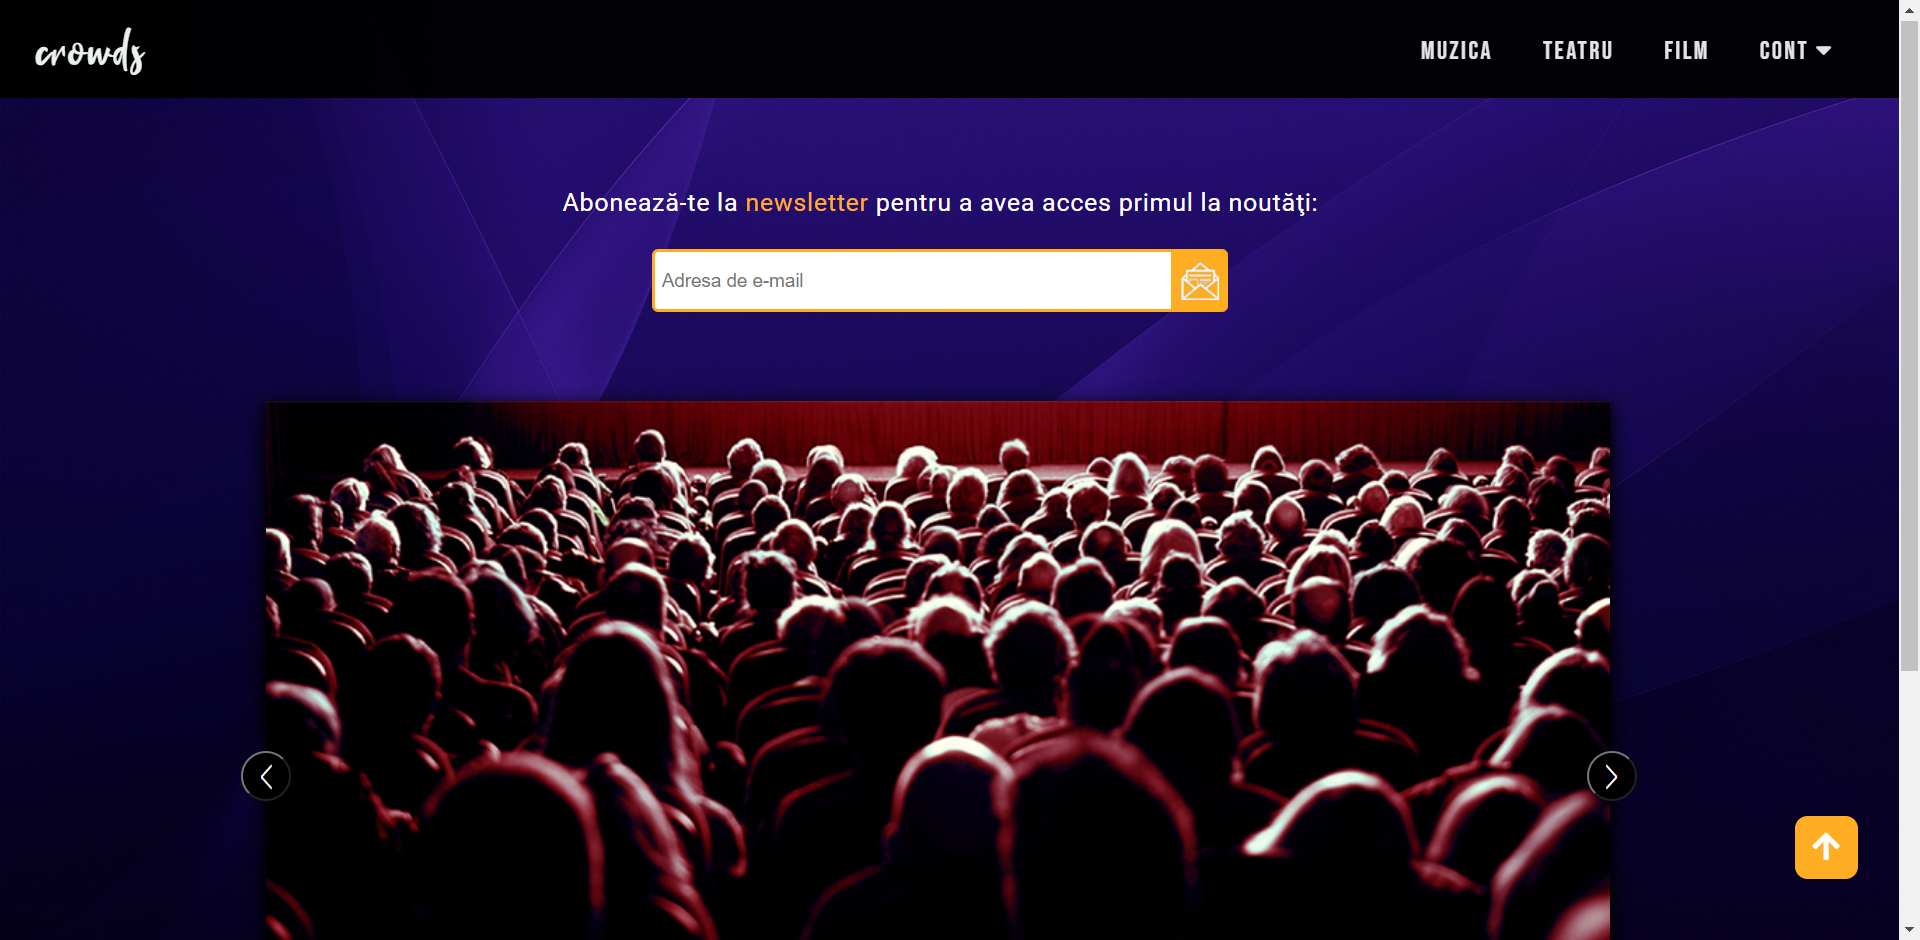 crowds
MUZICA
TEATRU
FILM
CONT
Abonează-te la newsletter pentru a avea acces primul la noutăţi:
Adresa de e-mail